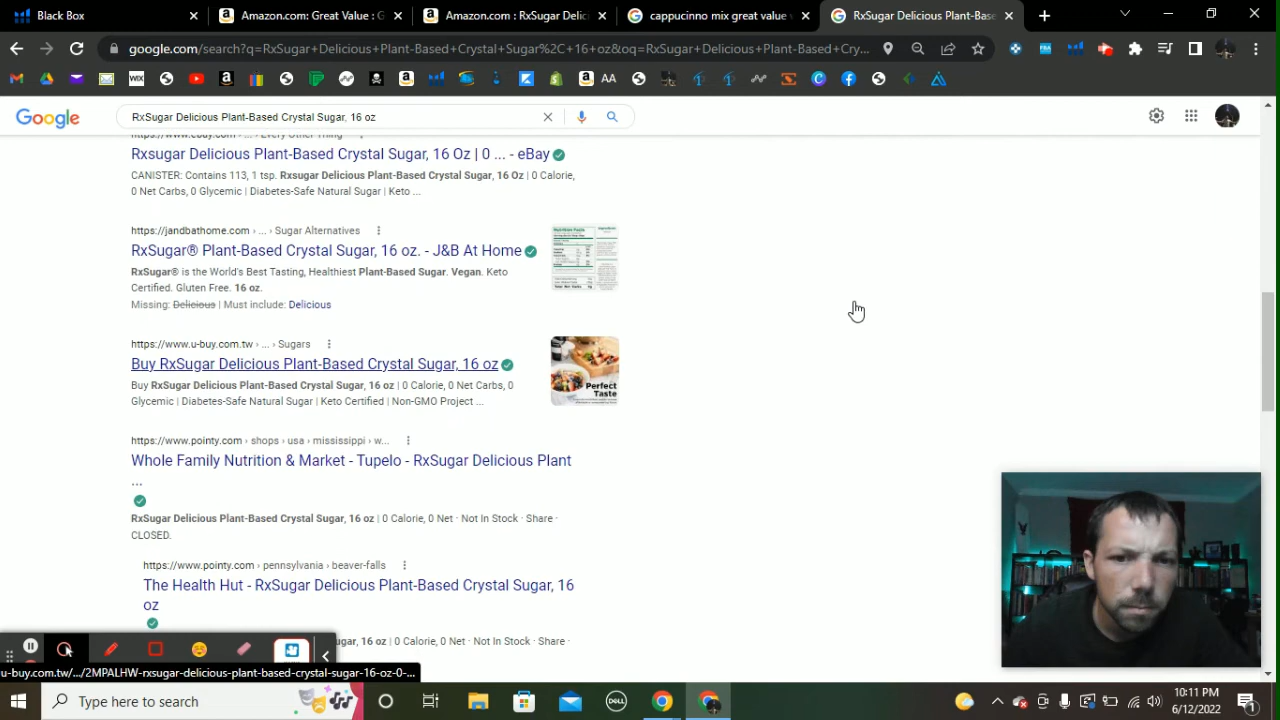 Black Box
Amazon.com: Great Value : G
Amazon.com : RxSugar Delic
cappucinno mix great value
RxSugar Delicious Plant-Base
google.com/search?q=RxSugar+Delicious+Plant-Based+Crystal+Sugar%2C+16+oz&oq=RxSugar+Delicious+Plant-Based+Cry...
WIX
AA
Google
RxSugar Delicious Plant-Based Crystal Sugar, 16 oz
https://www.ebay.com › ... › Every Other Thing
Rxsugar Delicious Plant-Based Crystal Sugar, 16 Oz | 0 ... - eBay
CANISTER: Contains 113, 1 tsp. Rxsugar Delicious Plant-Based Crystal Sugar, 16 Oz | 0 Calorie,
0 Net Carbs, 0 Glycemic | Diabetes-Safe Natural Sugar | Keto ...
https://jandbathome.com › ... › Sugar Alternatives
RxSugar® Plant-Based Crystal Sugar, 16 oz. - J&B At Home
RxSugar® is the World's Best Tasting, Healthiest Plant-Based Sugar. Vegan. Keto
Certified. Gluten Free. 16 oz.
Missing: Delicious | Must include: Delicious
https://www.u-buy.com.tw › ... › Sugars
Buy RxSugar Delicious Plant-Based Crystal Sugar, 16 oz
Buy RxSugar Delicious Plant-Based Crystal Sugar, 16 oz | 0 Calorie, 0 Net Carbs, 0
Glycemic | Diabetes-Safe Natural Sugar | Keto Certified | Non-GMO Project ...
Perfect
Taste
https://www.pointy.com › shops › usa › mississippi › w...
Whole Family Nutrition & Market - Tupelo - RxSugar Delicious Plant
...
RxSugar Delicious Plant-Based Crystal Sugar, 16 oz | 0 Calorie, 0 Net · Not In Stock · Share ·
CLOSED.
https://www.pointy.com › pennsylvania › beaver-falls
The Health Hut - RxSugar Delicious Plant-Based Crystal Sugar, 16
oz
ugar, 16 oz | 0 Calorie, 0 Net · Not In Stock · Share ·
u-buy.com.tw/.../2MPALHW-rxsugar-delicious-plant-based-crystal-sugar-16-oz-0-...
Type here to search
DELL
10:11 PM
6/12/2022
1